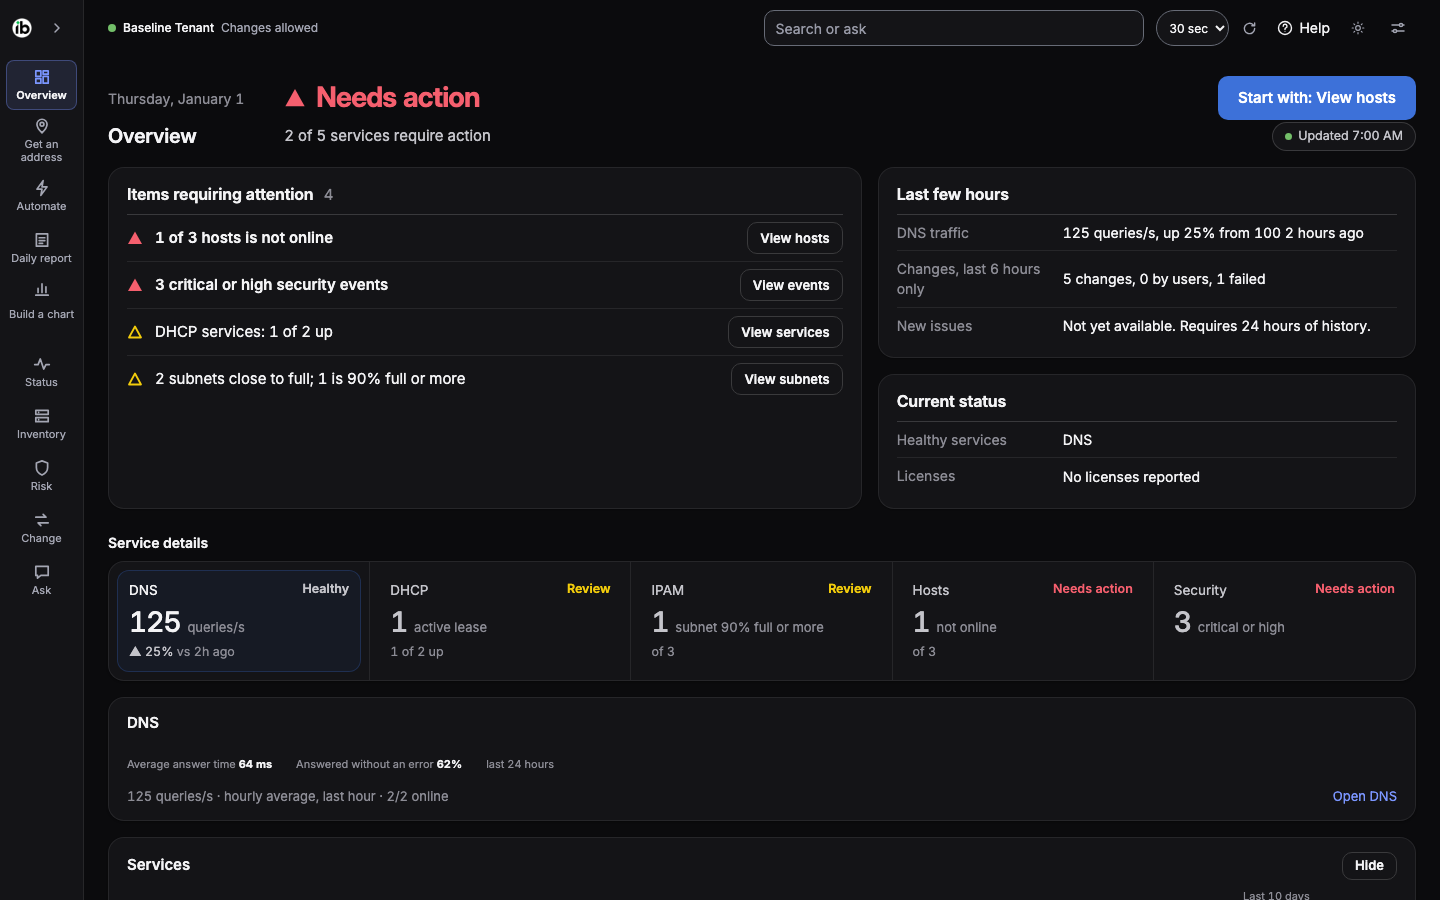 ib
Baseline Tenant Changes allowed
Search or ask
30 sec
Help
Overview
Get an
address
Automate
Daily report
Build a chart
Status
Inventory
Risk
Change
Ask
Thursday, January 1
Needs action
Start with: View hosts
Overview
2 of 5 services require action
Updated 7:00 AM
Items requiring attention 4
1 of 3 hosts is not online
View hosts
3 critical or high security events
View events
DHCP services: 1 of 2 up
View services
2 subnets close to full; 1 is 90% full or more
View subnets
Last few hours
DNS traffic
125 queries/s, up 25% from 100 2 hours ago
Changes, last 6 hours
only
5 changes, 0 by users, 1 failed
New issues
Not yet available. Requires 24 hours of history.
Current status
Healthy services
DNS
Licenses
No licenses reported
Service details
DNS
Healthy
125 queries/s
25% vs 2h ago
DHCP
Review
1 active lease
1 of 2 up
IPAM
Review
1 subnet 90% full or more
of 3
Hosts
Needs action
1 not online
of 3
Security
Needs action
3 critical or high
DNS
Average answer time 64 ms
Answered without an error 62%
last 24 hours
125 queries/s · hourly average, last hour · 2/2 online
Open DNS
Services
Hide
Last 10 days